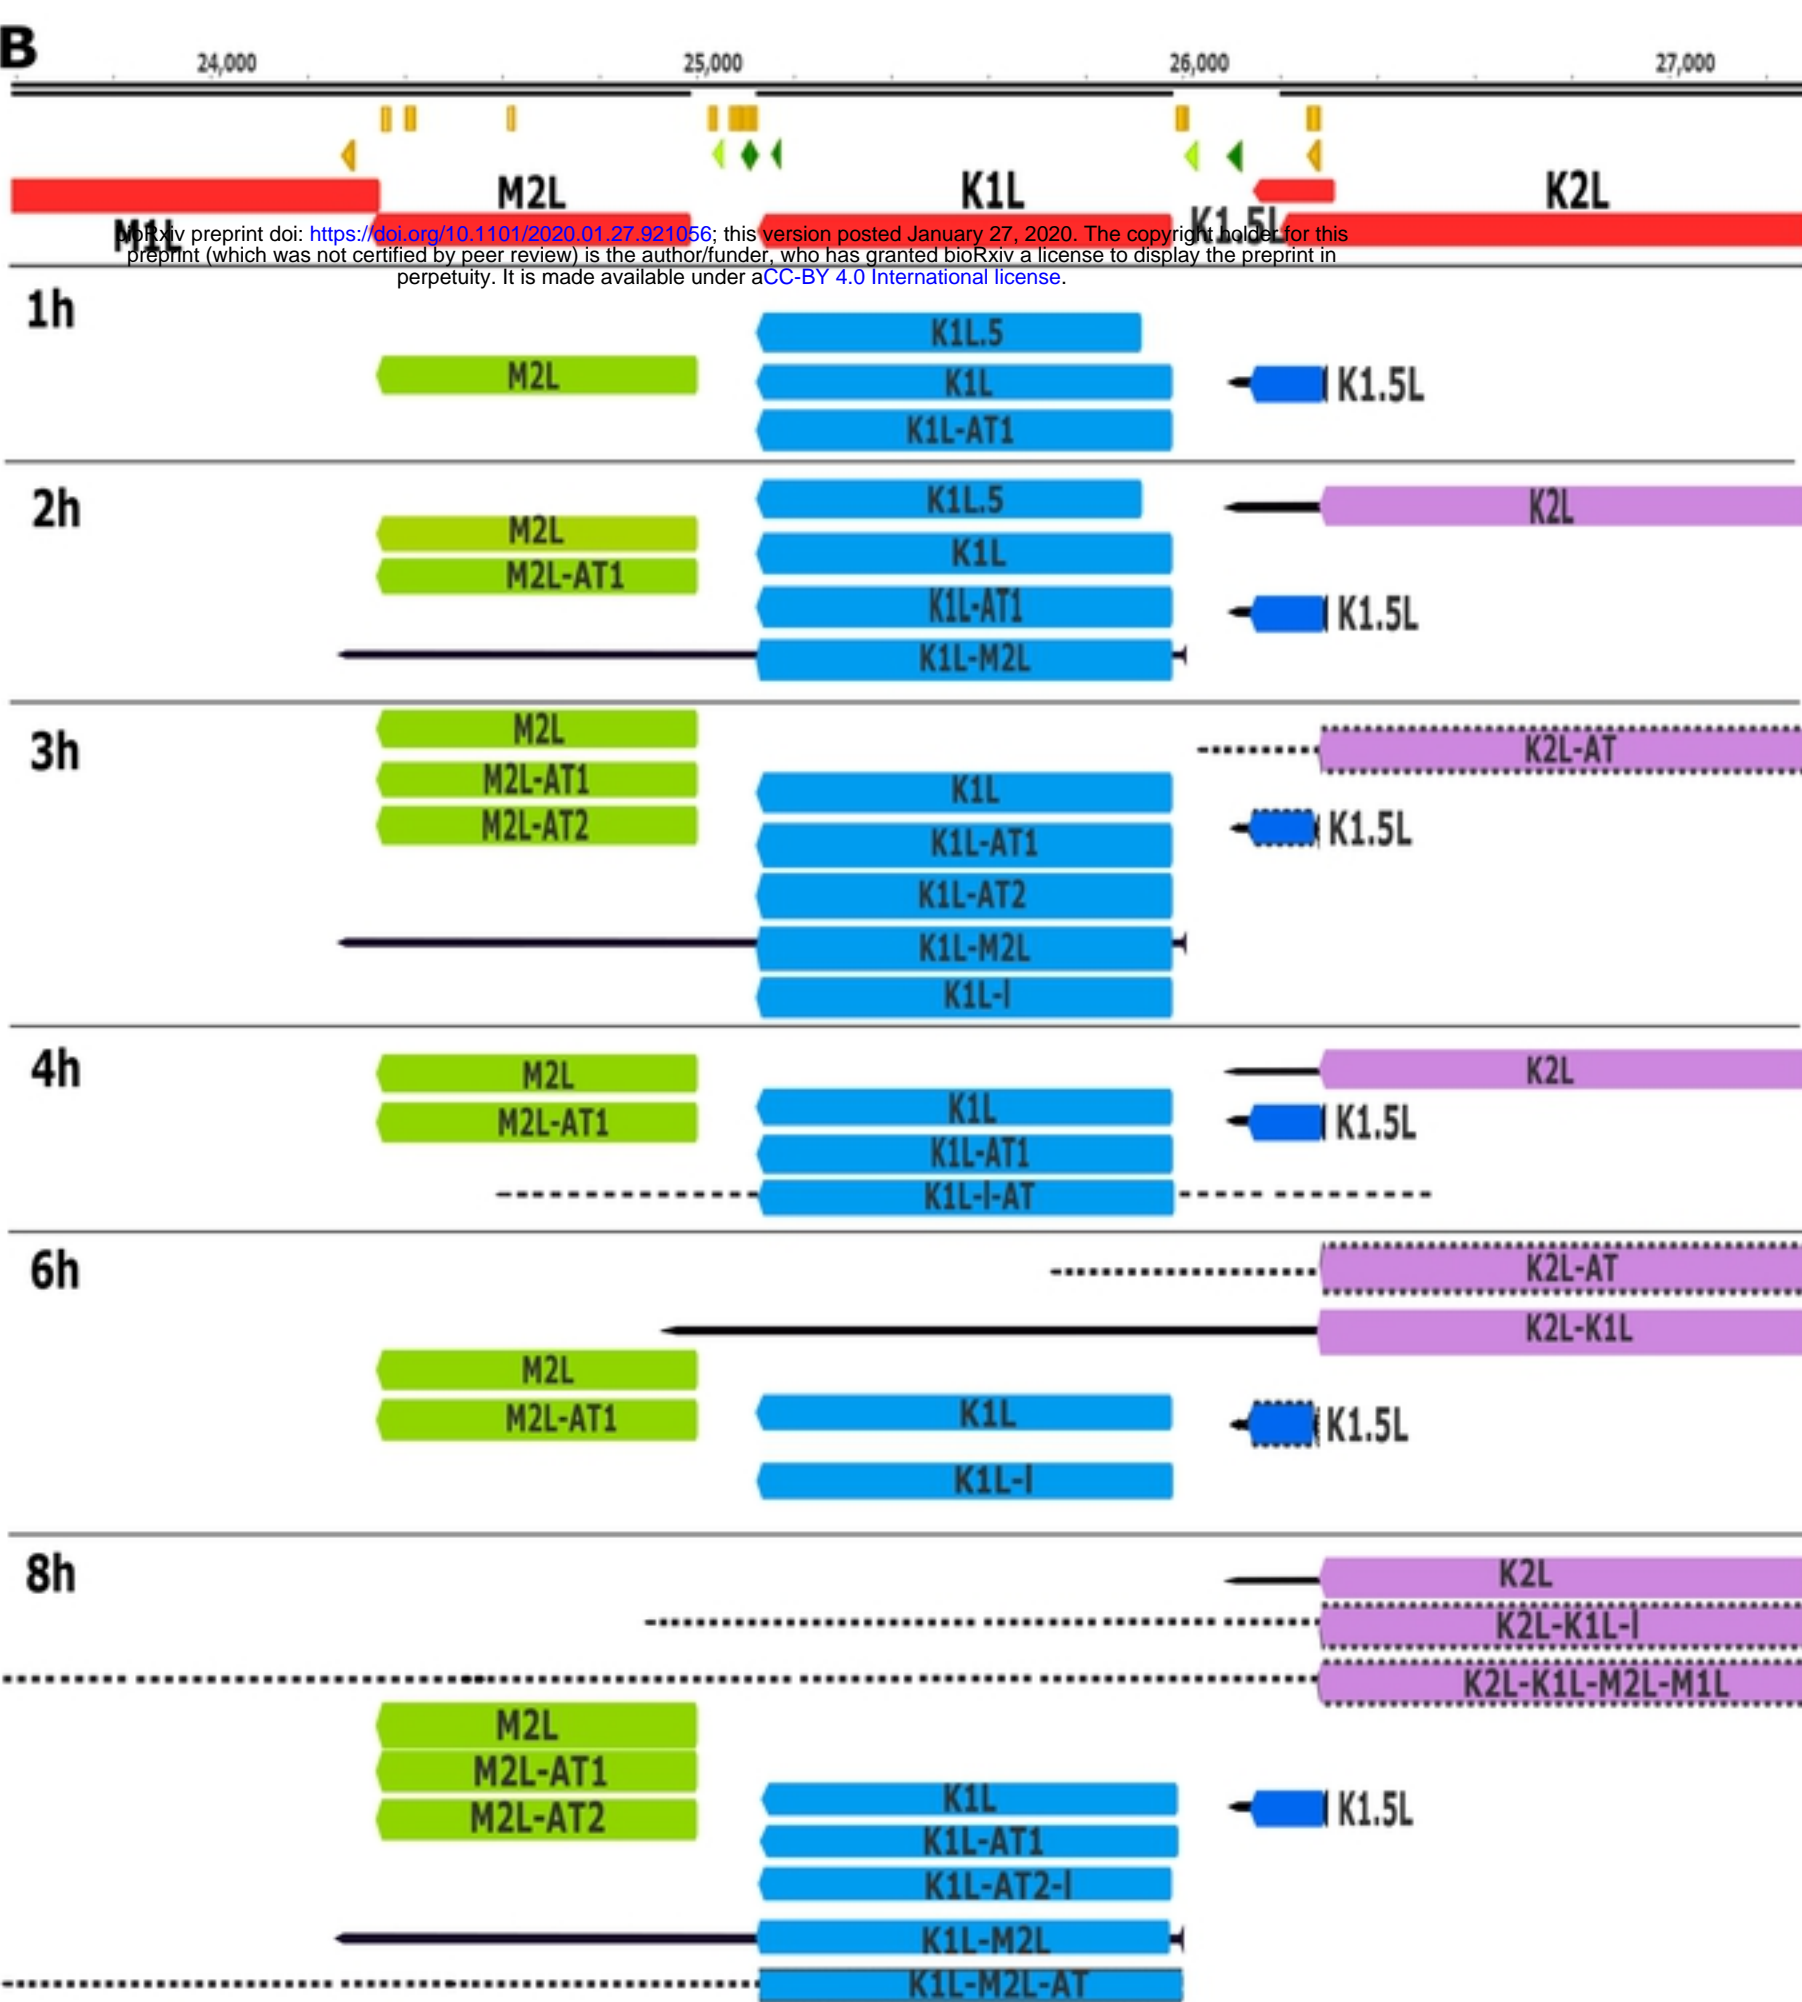 B
24,000 25,000 26,000 27,000
M2L K1L K2L
M1L K1.5L
bioRxiv preprint doi: https://doi.org/10.1101/2020.01.27.921056; this version posted January 27, 2020. The copyright holder for this
preprint (which was not certified by peer review) is the author/funder, who has granted bioRxiv a license to display the preprint in
perpetuity. It is made available under aCC-BY 4.0 International license.
1h
K1L.5
M2L K1L K1.5L
K1L-AT1
2h
K1L.5 K2L
M2L K1L
M2L-AT1 K1L-AT1 K1.5L
K1L-M2L
3h
M2L K2L-AT
M2L-AT1 K1L
M2L-AT2 K1L-AT1 K1.5L
K1L-AT2
K1L-M2L
K1L-l
4h
M2L K2L
M2L-AT1 K1L K1.5L
K1L-AT1
K1L-l-AT
6h
K2L-AT
K2L-K1L
M2L
M2L-AT1 K1L K1.5L
K1L-l
8h
K2L
K2L-K1L-l
K2L-K1L-M2L-M1L
M2L
M2L-AT1
M2L-AT2 K1L K1.5L
K1L-AT1
K1L-AT2-l
K1L-M2L
K1L-M2L-AT